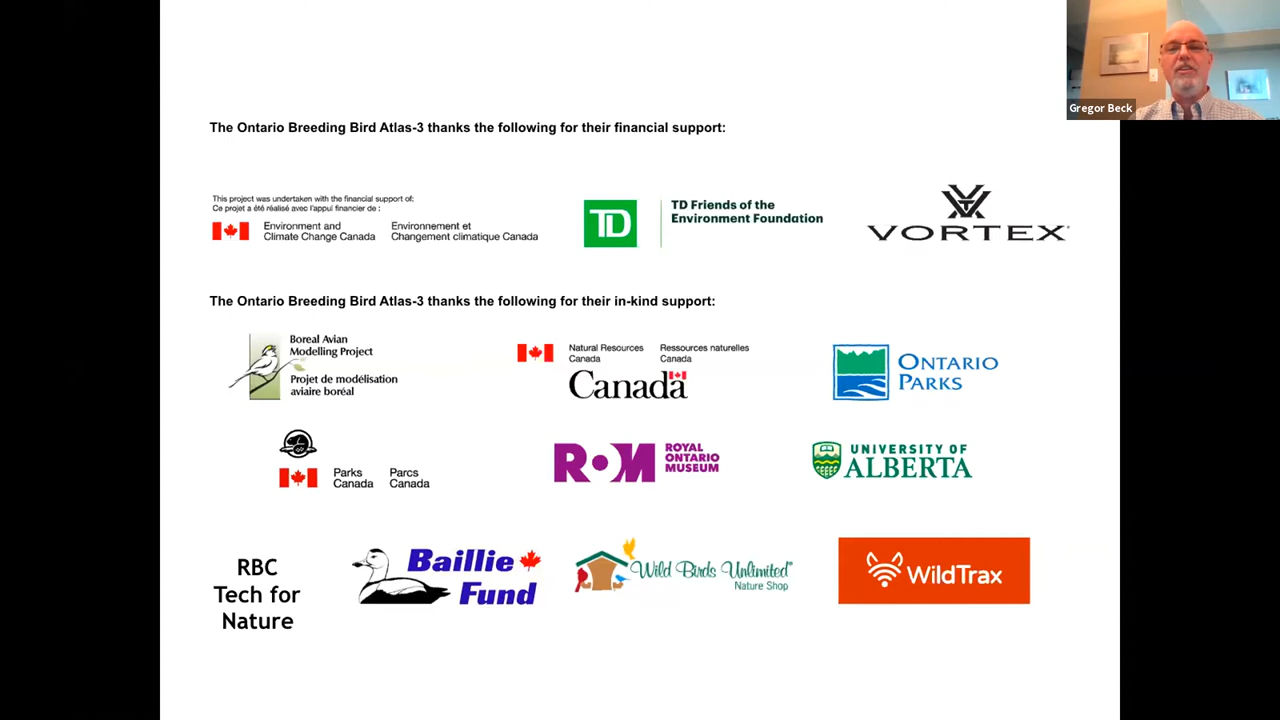 Gregor Beck
The Ontario Breeding Bird Atlas-3 thanks the following for their financial support:
This project was undertaken with the financial support of:
Ce projet a été réalisé avec l'appui financier de :
Environment and
Climate Change Canada
Environnement et
Changement climatique Canada
TD
TD Friends of the
Environment Foundation
VORTEX
The Ontario Breeding Bird Atlas-3 thanks the following for their in-kind support:
Boreal Avian
Modelling Project
Projet de modélisation
aviaire boréal
Natural Resources
Canada
Ressources naturelles
Canada
Canada
ONTARIO
PARKS
Parks
Canada
Parcs
Canada
ROM
ROYAL
ONTARIO
MUSEUM
UNIVERSITY OF
ALBERTA
RBC
Tech for
Nature
Baillie
Fund
Wild Birds Unlimited®
Nature Shop
WildTrax